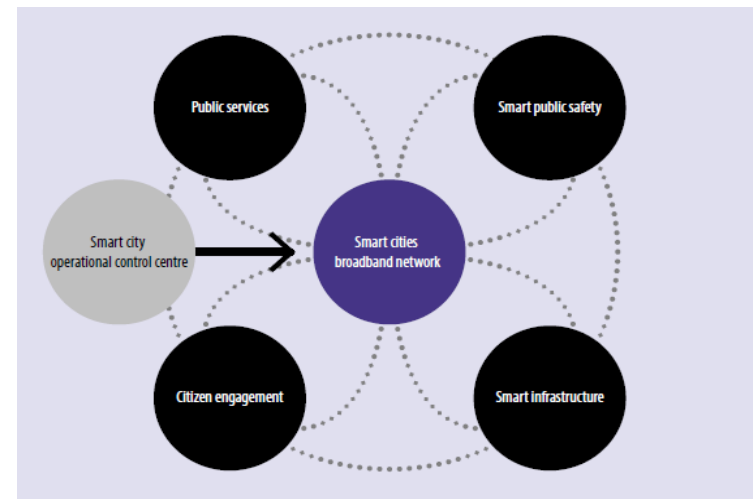 Public services
Smart public safety
Smart city
operational control centre
Smart cities
broadband network
Citizen engagement
Smart infrastructure